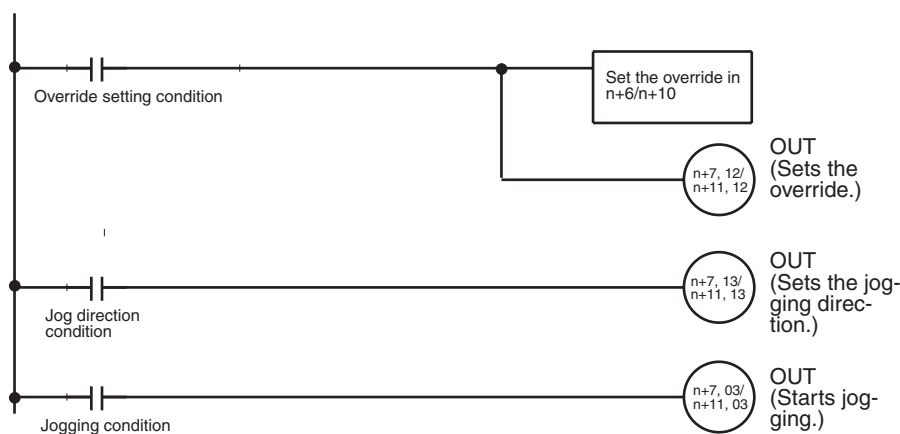 Override setting condition
Set the override in
n+6/n+10
n+7, 12/
n+11, 12
OUT
(Sets the
override.)
Jog direction
condition
n+7, 13/
n+11, 13
OUT
(Sets the jog-
ging direc-
tion.)
Jogging condition
n+7, 03/
n+11, 03
OUT
(Starts jog-
ging.)